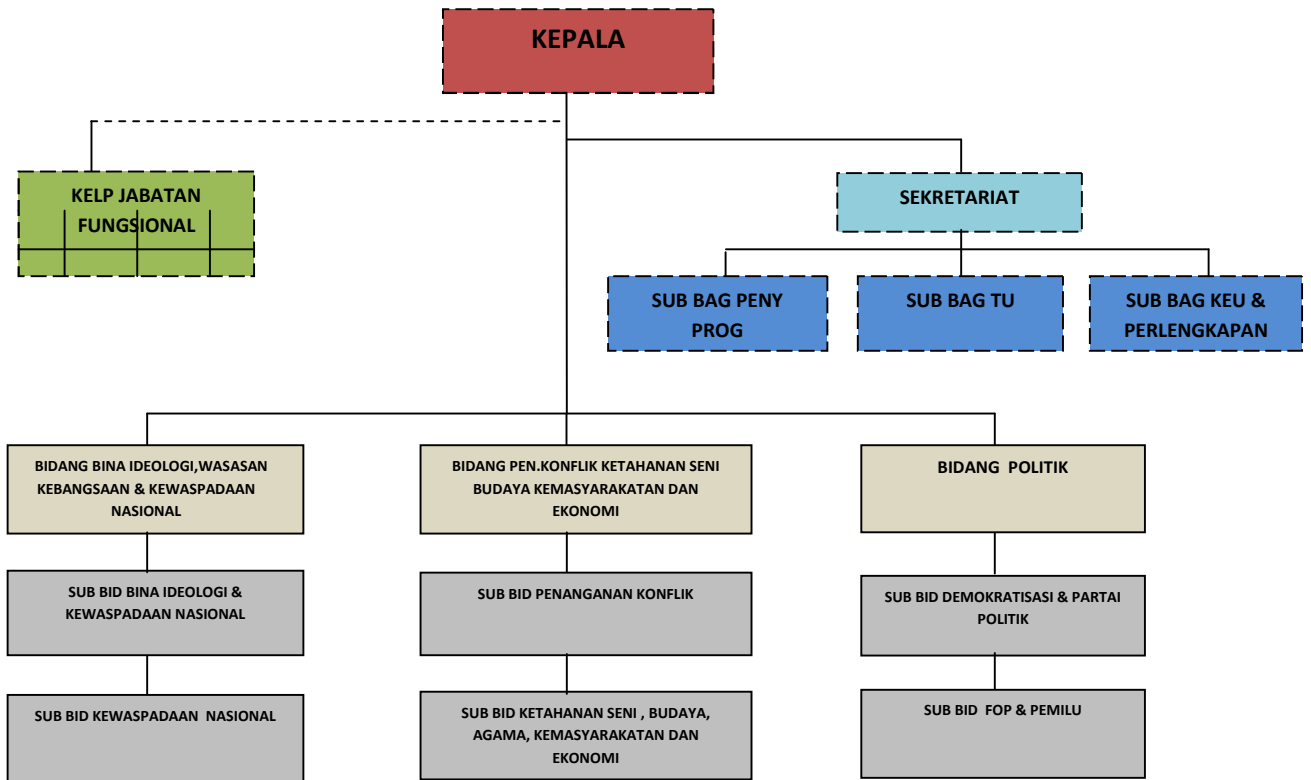 KEPALA
KELP JABATAN
FUNGSIONAL
SEKRETARIAT
SUB BAG PENY
PROG
SUB BAG TU
SUB BAG KEU &
PERLENGKAPAN
BIDANG BINA IDEOLOGI,WASASAN
KEBANGSAAN & KEWASPADAAN
NASIONAL
BIDANG PEN.KONFLIK KETAHANAN SENI
BUDAYA KEMASYARAKATAN DAN
EKONOMI
BIDANG POLITIK
SUB BID BINA IDEOLOGI &
KEWASPADAAN NASIONAL
SUB BID PENANGANAN KONFLIK
SUB BID DEMOKRATISASI & PARTAI
POLITIK
SUB BID KEWASPADAAN NASIONAL
SUB BID KETAHANAN SENI , BUDAYA,
AGAMA, KEMASYARAKATAN DAN
EKONOMI
SUB BID FOP & PEMILU